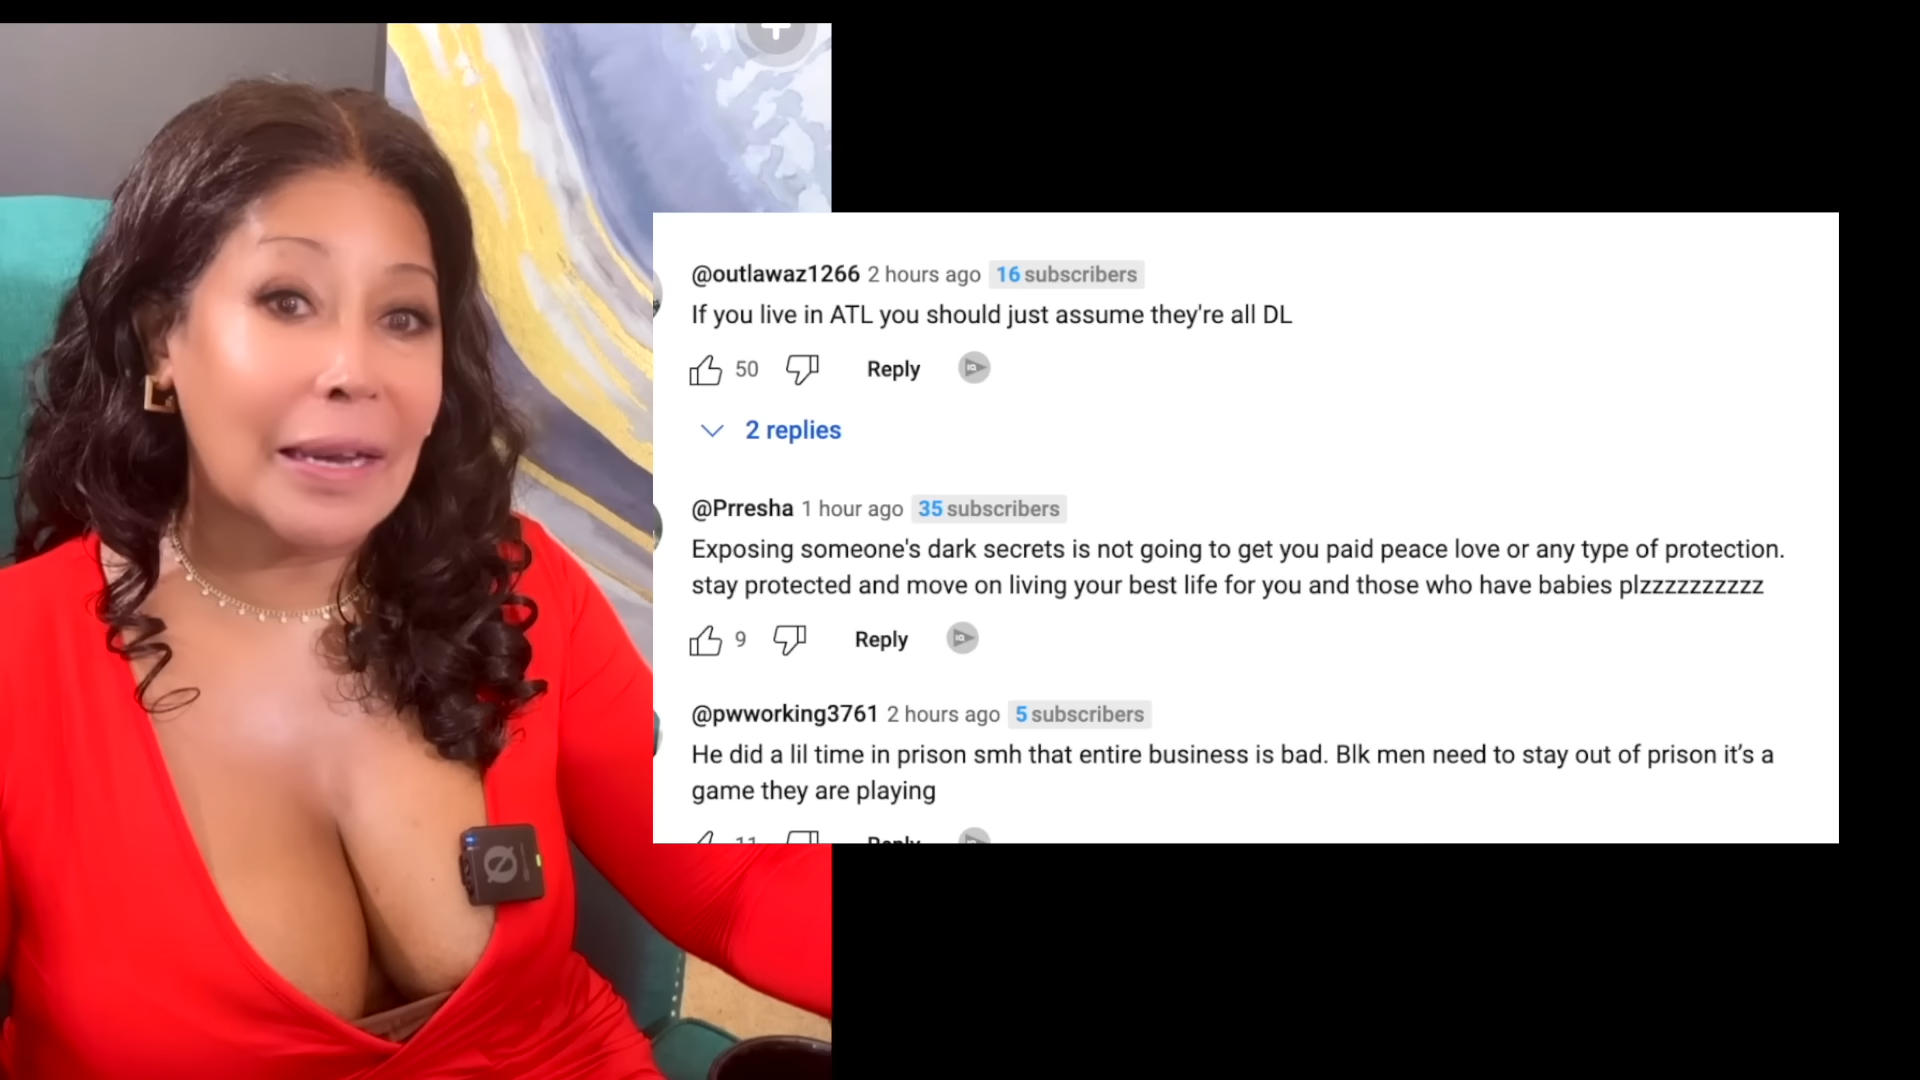 @outlawaz1266 2 hours ago 16 subscribers
If you live in ATL you should just assume they're all DL
50 Reply
2 replies
@Prresha 1 hour ago 35 subscribers
Exposing someone's dark secrets is not going to get you paid peace love or any type of protection.
stay protected and move on living your best life for you and those who have babies plzzzzzzzzzz
9 Reply
@pwworking3761 2 hours ago 5 subscribers
He did a lil time in prison smh that entire business is bad. Blk men need to stay out of prison it's a
game they are playing
11 Reply